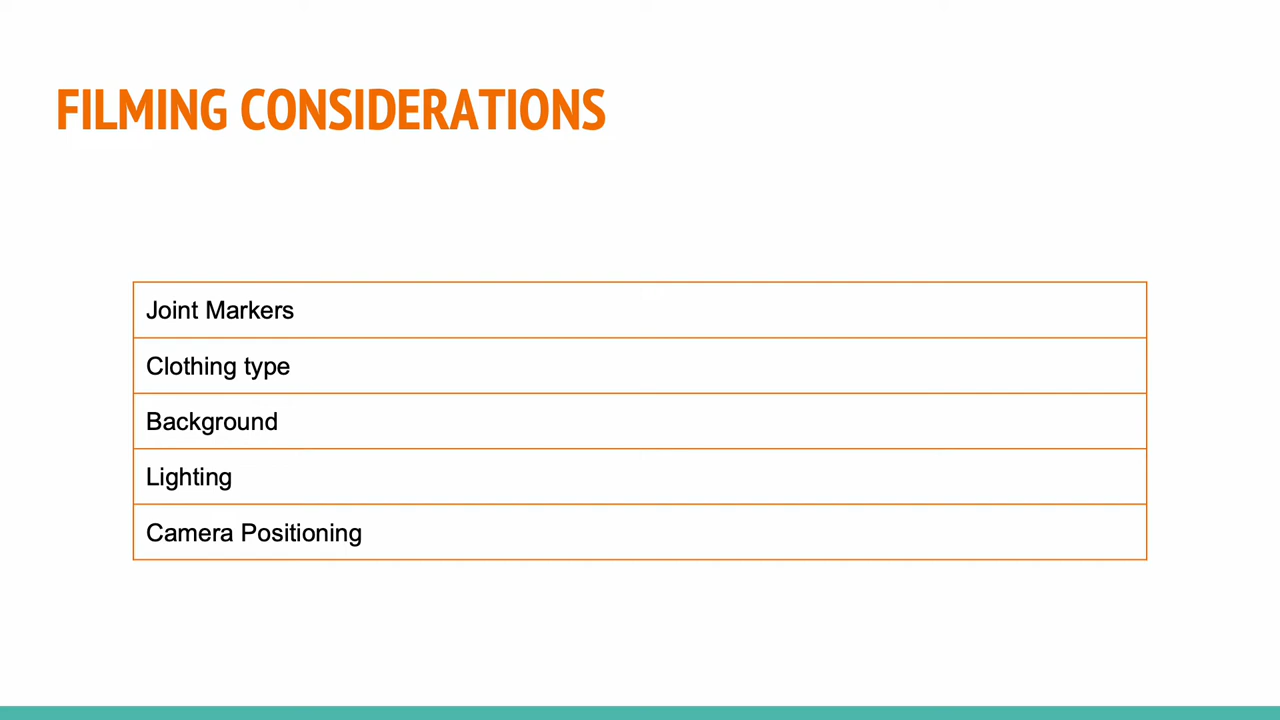 FILMING CONSIDERATIONS
Joint Markers
Clothing type
Background
Lighting
Camera Positioning